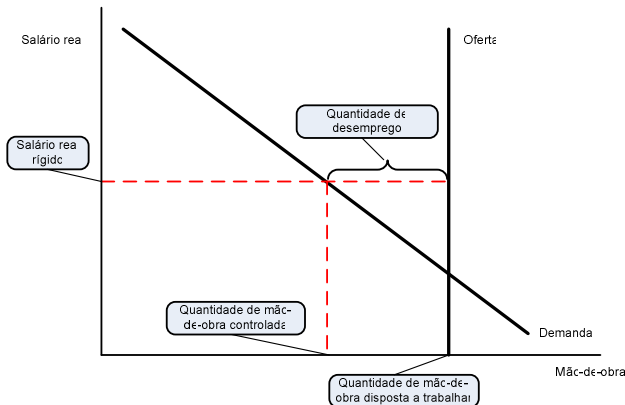 Salário rea
Oferta
Quantidade de
desemprego
Salário rea
rígido
Quantidade de mão-
de-obra controlada
Demanda
Mão-de-obra
Quantidade de mão-de-
obra disposta a trabalhar